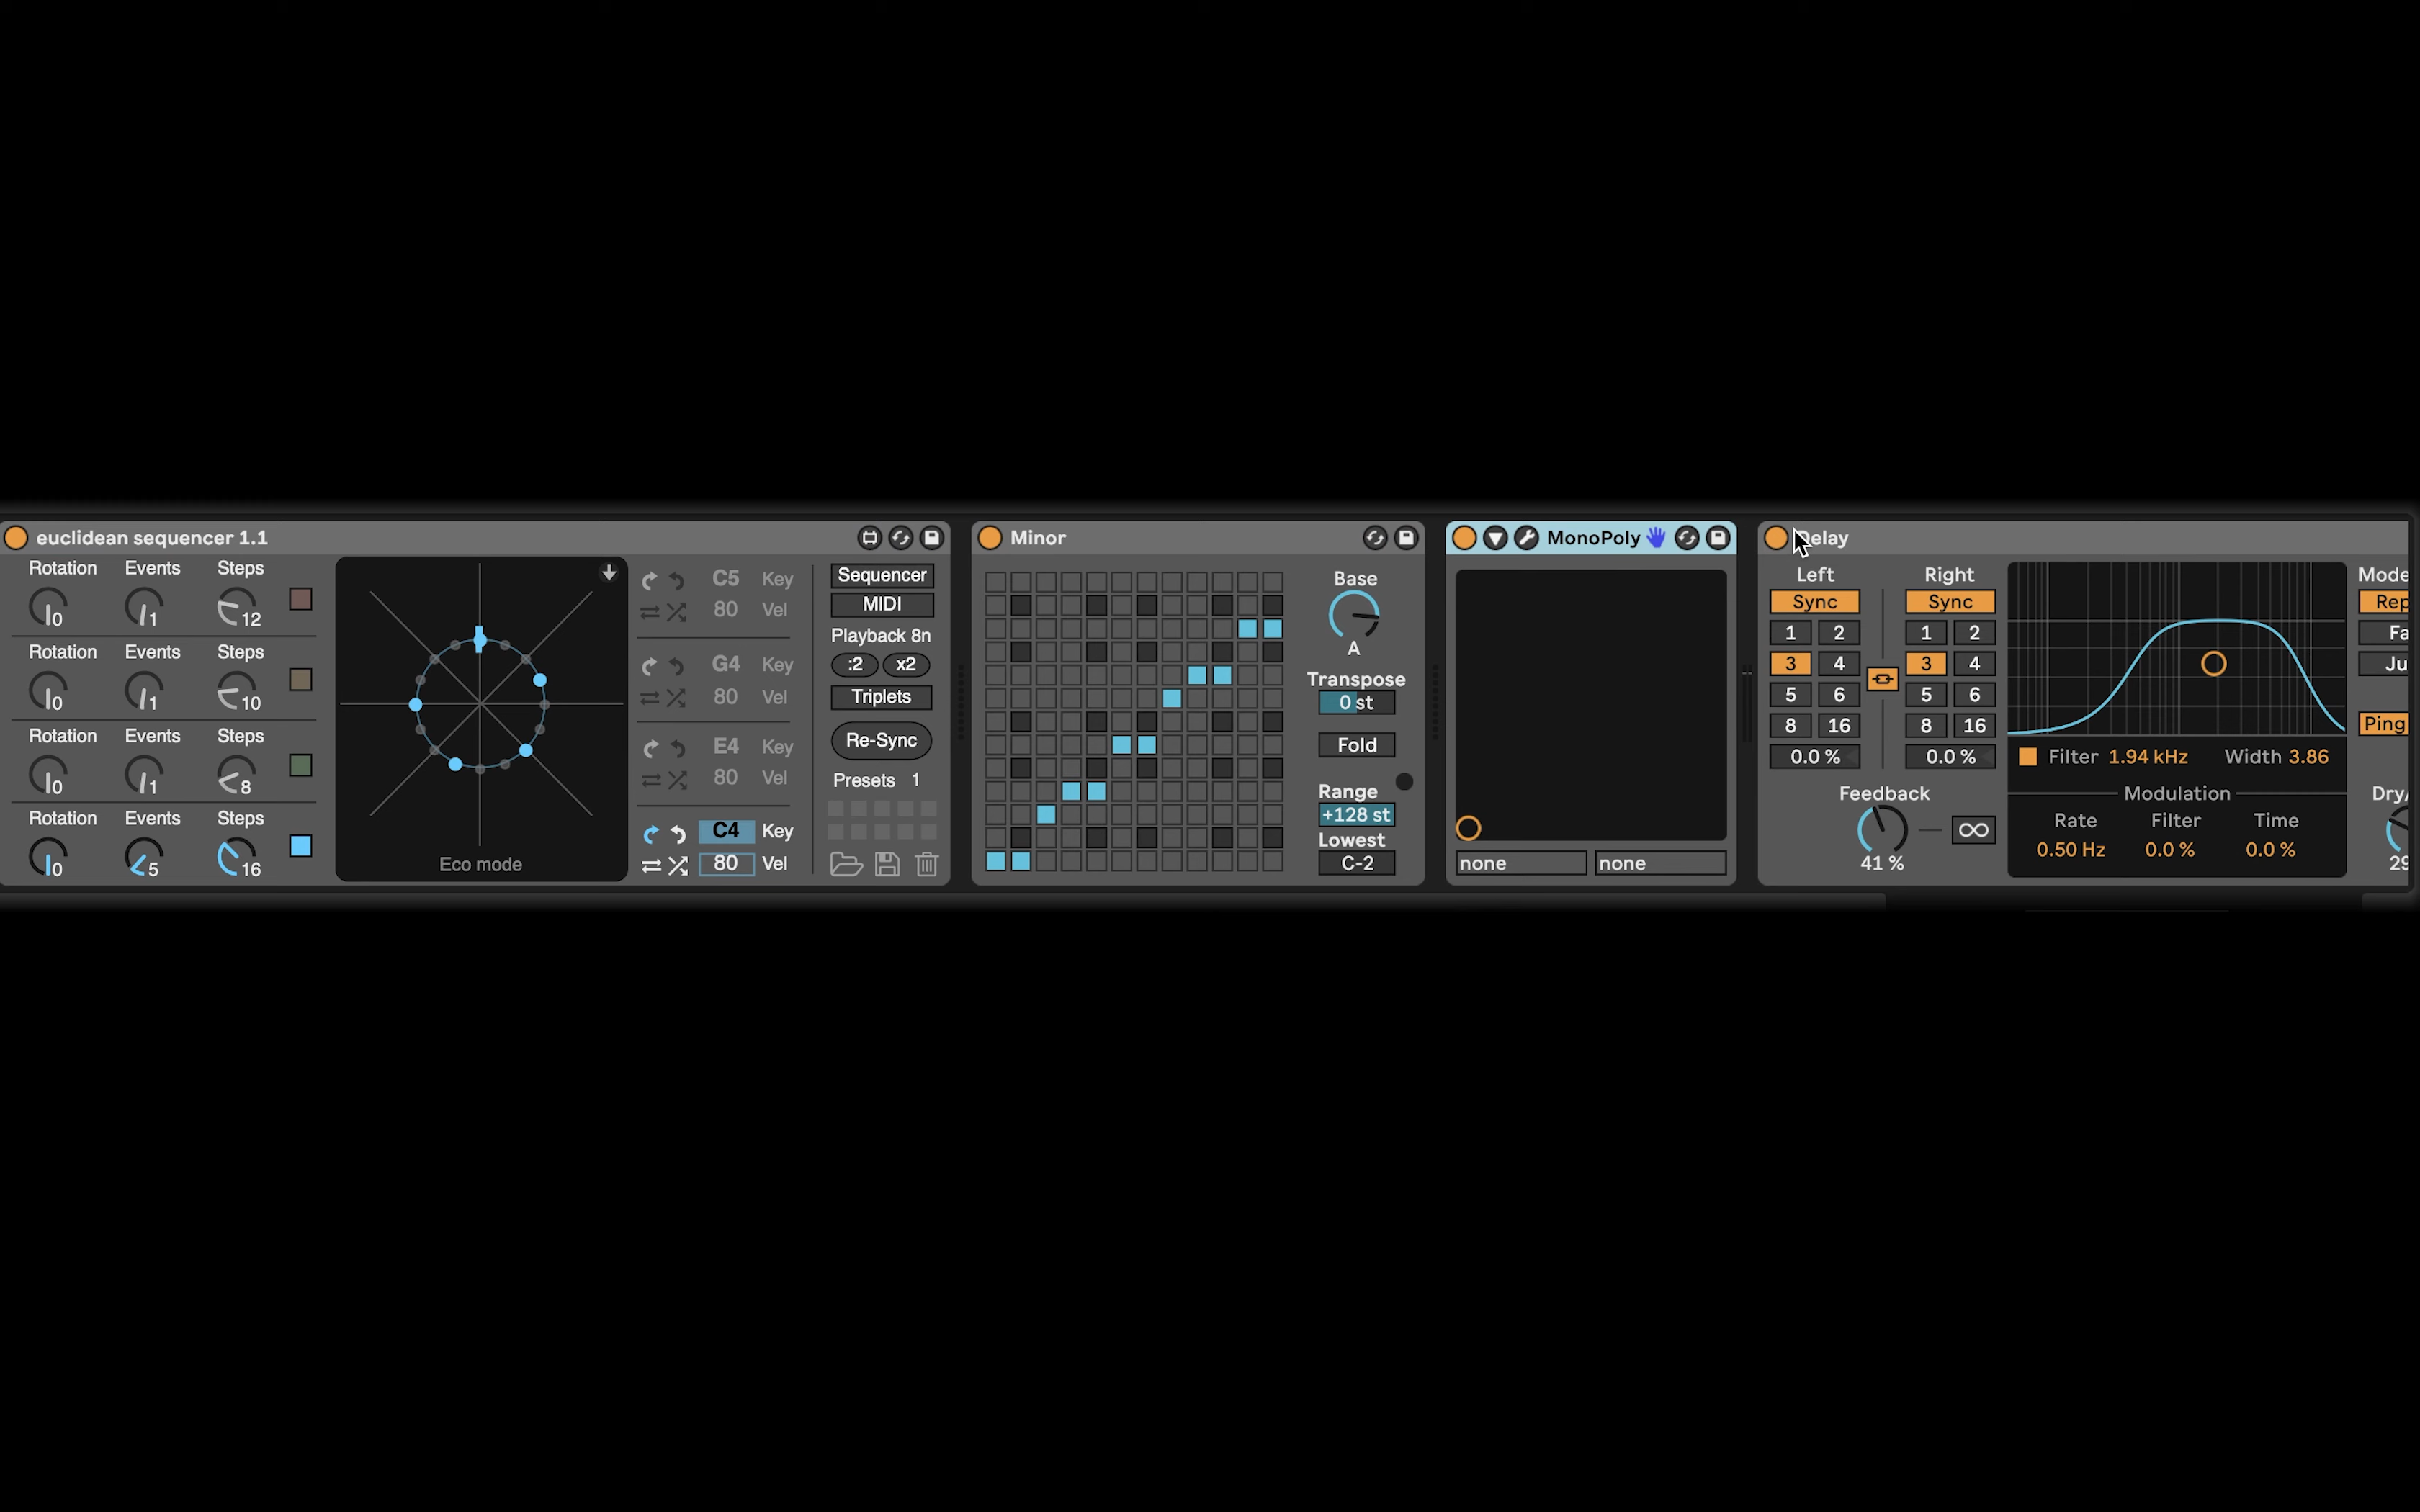 euclidean sequencer 1.1
Rotation Events Steps
0 1 12
Rotation Events Steps
0 1 10
Rotation Events Steps
0 1 8
Rotation Events Steps
0 5 16
Eco mode
C5 Key
80 Vel
G4 Key
80 Vel
E4 Key
80 Vel
C4 Key
80 Vel
Sequencer
MIDI
Playback 8n
:2 x2
Triplets
Re-Sync
Presets 1
Minor
Base
A
Transpose
0 st
Fold
Range
+128 st
Lowest
C-2
MonoPoly
none none
Delay
Left Right
Sync Sync
1 2 1 2
3 4 3 4
5 6 5 6
8 16 8 16
0.0 % 0.0 %
Feedback
41 %
Filter 1.94 kHz Width 3.86
Modulation
Rate Filter Time
0.50 Hz 0.0 % 0.0 %
Mode
Rep
Fa
Ju
Ping
Dry/
29